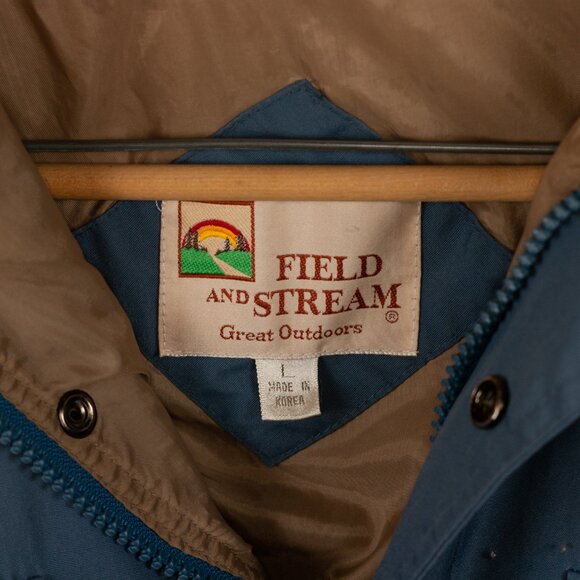 FIELD
AND STREAM®
Great Outdoors
L
MADE IN
KOREA